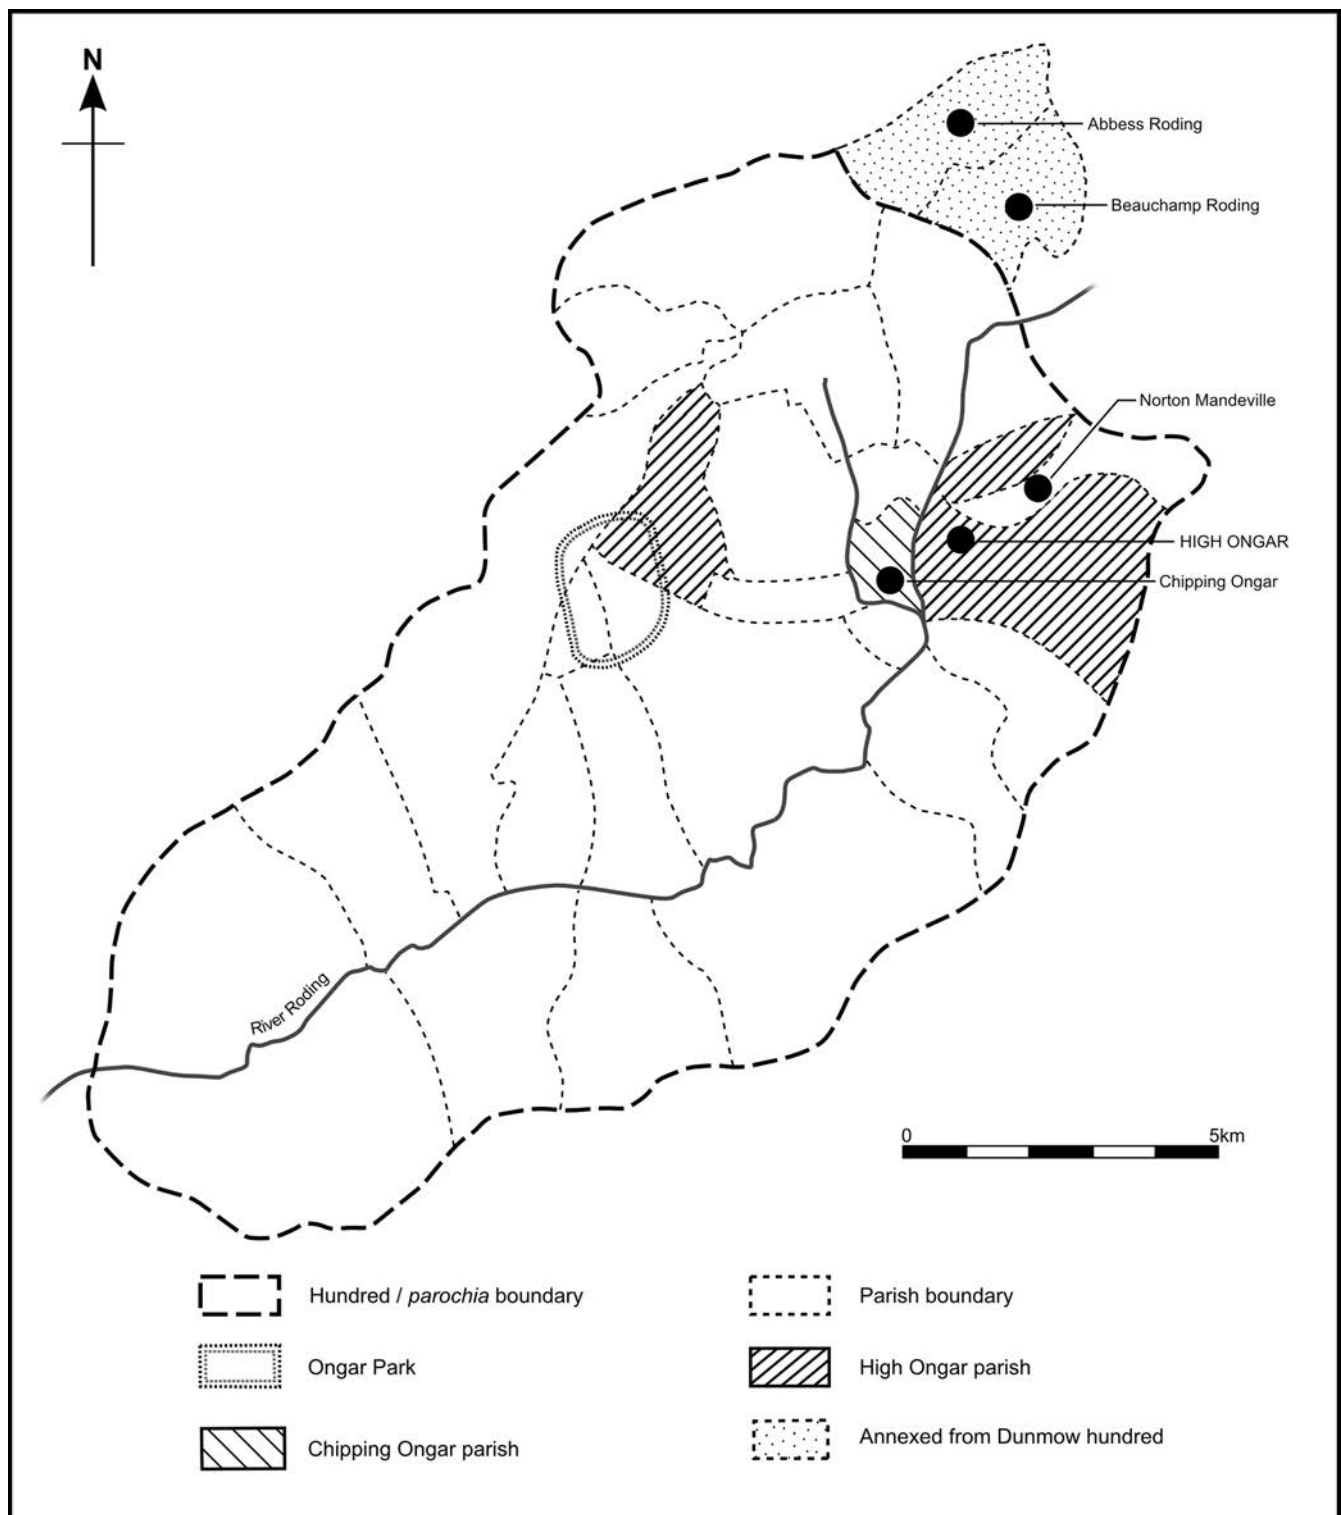 N
Abbess Roding
Beauchamp Roding
Norton Mandeville
HIGH ONGAR
Chipping Ongar
River Roding
0 5km
Hundred / parochia boundary
Parish boundary
Ongar Park
High Ongar parish
Chipping Ongar parish
Annexed from Dunmow hundred